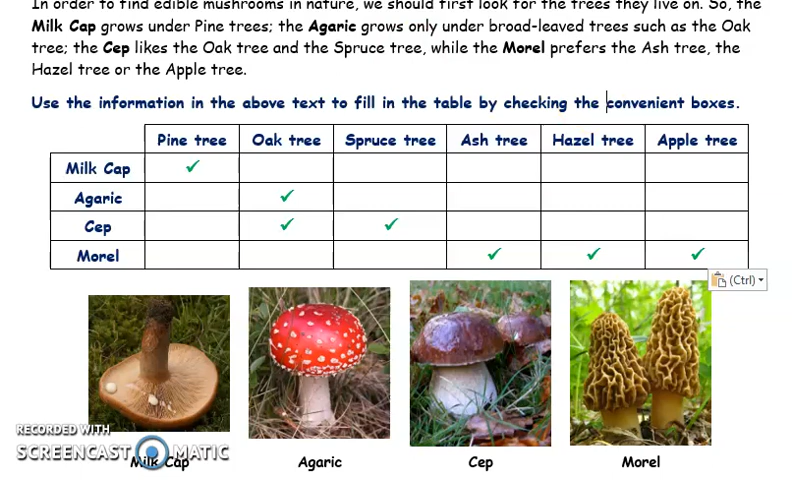 In order to find edible mushrooms in nature, we should first look for the trees they live on. So, the
Milk Cap grows under Pine trees; the Agaric grows only under broad-leaved trees such as the Oak
tree; the Cep likes the Oak tree and the Spruce tree, while the Morel prefers the Ash tree, the
Hazel tree or the Apple tree.
Use the information in the above text to fill in the table by checking the convenient boxes.
Pine tree Oak tree Spruce tree Ash tree Hazel tree Apple tree
Milk Cap ✓
Agaric ✓
Cep ✓ ✓
Morel ✓ ✓ ✓
(Ctrl)
RECORDED WITH
SCREENCAST MATIC
Milk Cap Agaric Cep Morel